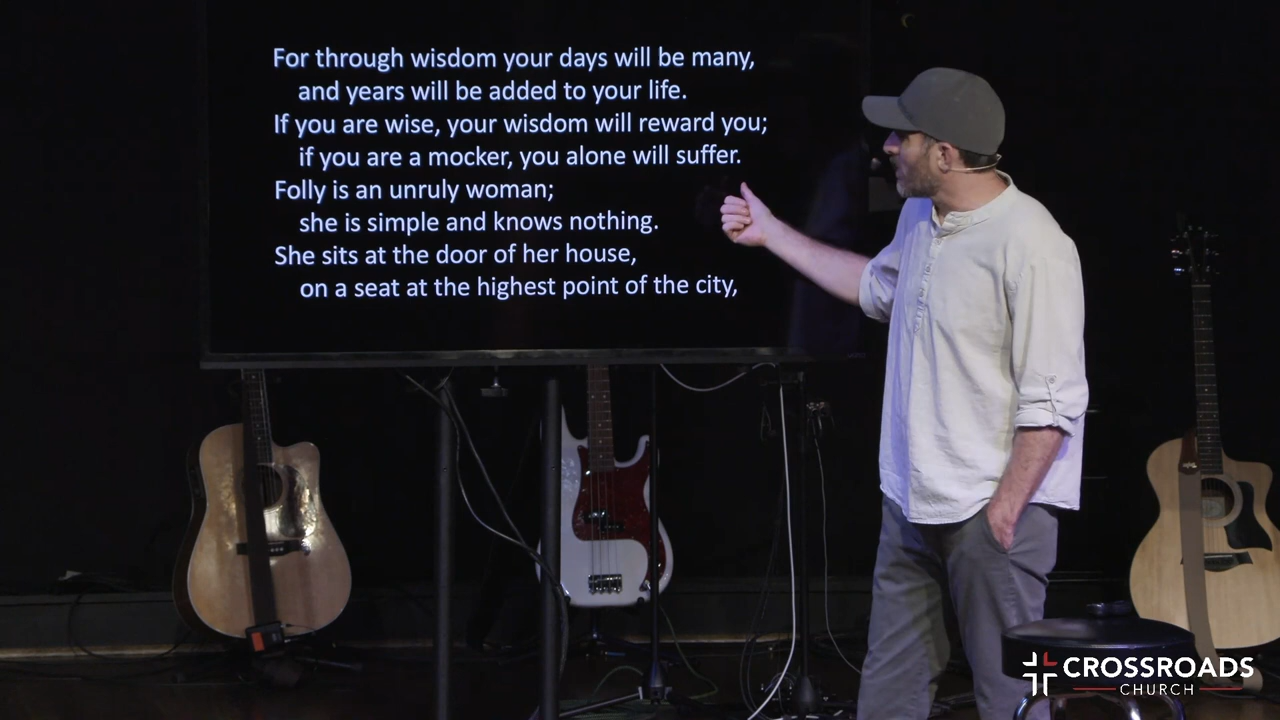 For through wisdom your days will be many,
and years will be added to your life.
If you are wise, your wisdom will reward you;
if you are a mocker, you alone will suffer.
Folly is an unruly woman;
she is simple and knows nothing.
She sits at the door of her house,
on a seat at the highest point of the city,
CROSSROADS
CHURCH